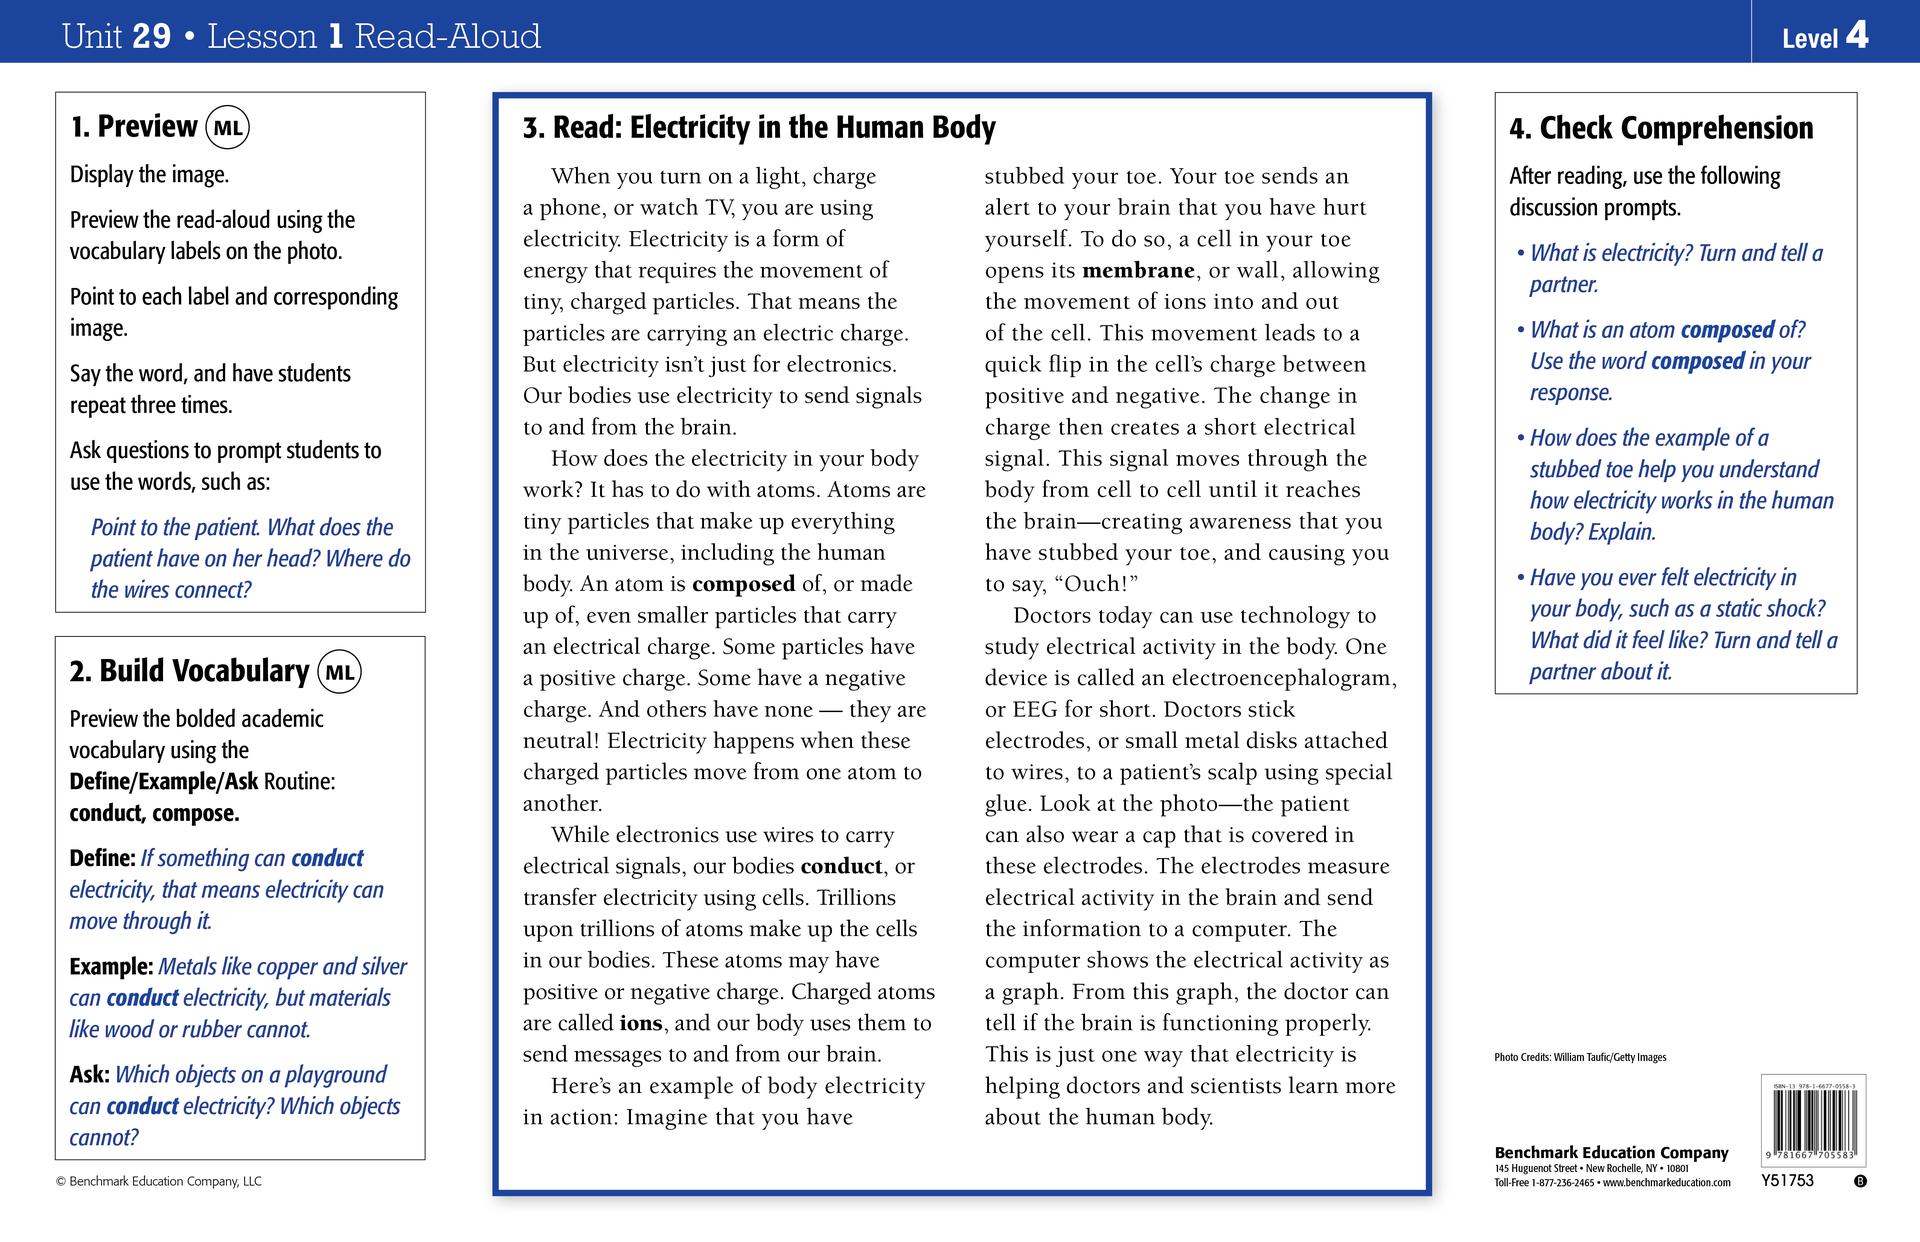 Unit 29 • Lesson 1 Read-Aloud
Level 4
1. Preview ML
Display the image.
Preview the read-aloud using the
vocabulary labels on the photo.
Point to each label and corresponding
image.
Say the word, and have students
repeat three times.
Ask questions to prompt students to
use the words, such as:
Point to the patient. What does the
patient have on her head? Where do
the wires connect?
2. Build Vocabulary ML
Preview the bolded academic
vocabulary using the
Define/Example/Ask Routine:
conduct, compose.
Define: If something can conduct
electricity, that means electricity can
move through it.
Example: Metals like copper and silver
can conduct electricity, but materials
like wood or rubber cannot.
Ask: Which objects on a playground
can conduct electricity? Which objects
cannot?
© Benchmark Education Company, LLC
3. Read: Electricity in the Human Body
When you turn on a light, charge
a phone, or watch TV, you are using
electricity. Electricity is a form of
energy that requires the movement of
tiny, charged particles. That means the
particles are carrying an electric charge.
But electricity isn’t just for electronics.
Our bodies use electricity to send signals
to and from the brain.
How does the electricity in your body
work? It has to do with atoms. Atoms are
tiny particles that make up everything
in the universe, including the human
body. An atom is composed of, or made
up of, even smaller particles that carry
an electrical charge. Some particles have
a positive charge. Some have a negative
charge. And others have none — they are
neutral! Electricity happens when these
charged particles move from one atom to
another.
While electronics use wires to carry
electrical signals, our bodies conduct, or
transfer electricity using cells. Trillions
upon trillions of atoms make up the cells
in our bodies. These atoms may have
positive or negative charge. Charged atoms
are called ions, and our body uses them to
send messages to and from our brain.
Here’s an example of body electricity
in action: Imagine that you have
stubbed your toe. Your toe sends an
alert to your brain that you have hurt
yourself. To do so, a cell in your toe
opens its membrane, or wall, allowing
the movement of ions into and out
of the cell. This movement leads to a
quick flip in the cell’s charge between
positive and negative. The change in
charge then creates a short electrical
signal. This signal moves through the
body from cell to cell until it reaches
the brain—creating awareness that you
have stubbed your toe, and causing you
to say, “Ouch!”
Doctors today can use technology to
study electrical activity in the body. One
device is called an electroencephalogram,
or EEG for short. Doctors stick
electrodes, or small metal disks attached
to wires, to a patient’s scalp using special
glue. Look at the photo—the patient
can also wear a cap that is covered in
these electrodes. The electrodes measure
electrical activity in the brain and send
the information to a computer. The
computer shows the electrical activity as
a graph. From this graph, the doctor can
tell if the brain is functioning properly.
This is just one way that electricity is
helping doctors and scientists learn more
about the human body.
4. Check Comprehension
After reading, use the following
discussion prompts.
• What is electricity? Turn and tell a
partner.
• What is an atom composed of?
Use the word composed in your
response.
• How does the example of a
stubbed toe help you understand
how electricity works in the human
body? Explain.
• Have you ever felt electricity in
your body, such as a static shock?
What did it feel like? Turn and tell a
partner about it.
Photo Credits: William Taufic/Getty Images
Benchmark Education Company
145 Huguenot Street • New Rochelle, NY • 10801
Toll-Free 1-877-236-2465 • www.benchmarkeducation.com
ISBN-13 978-1-6677-0558-3
9 781667 705583
Y51753
B